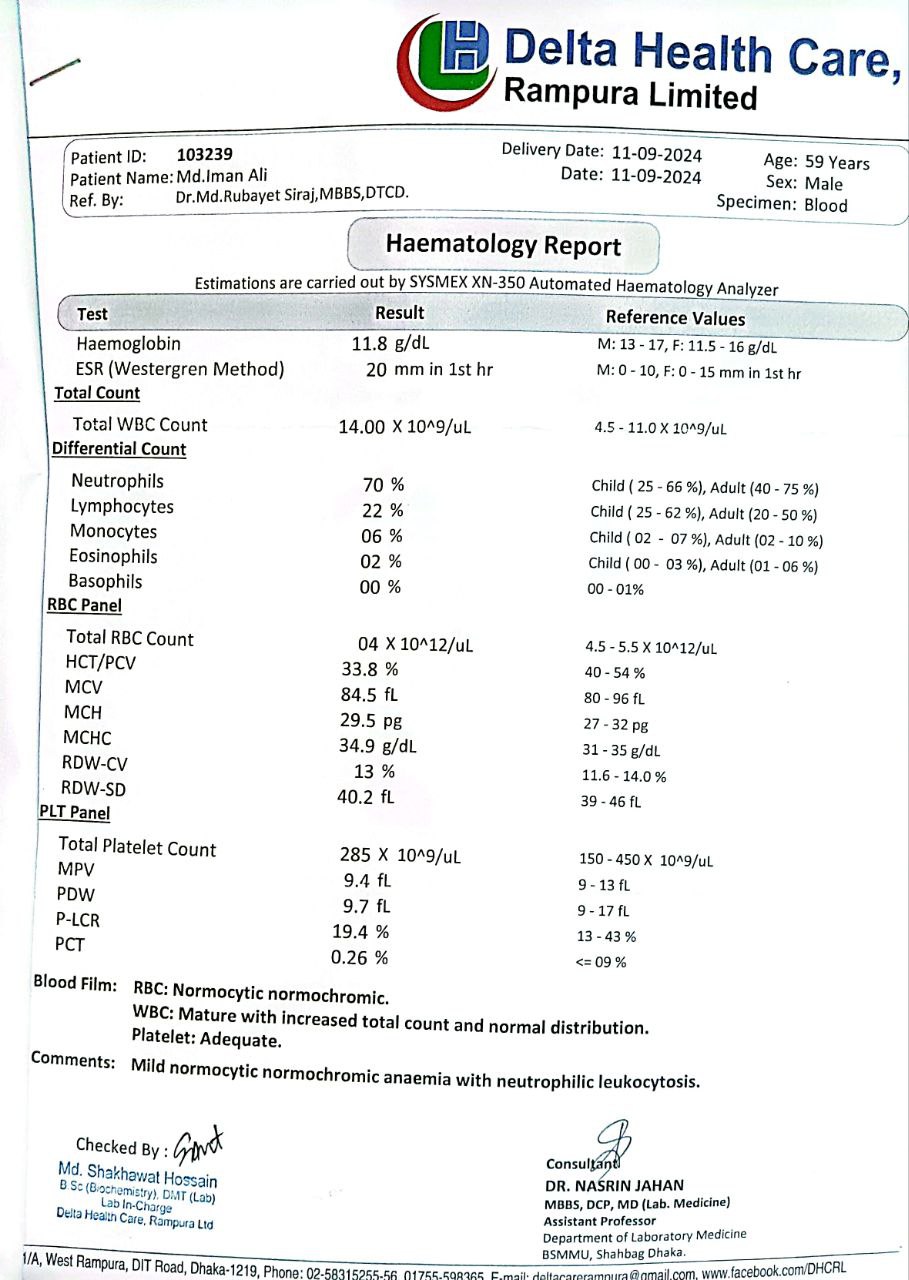 Delta Health Care,
Rampura Limited
Patient ID: 103239
Patient Name: Md.Iman Ali
Ref. By: Dr.Md.Rubayet Siraj,MBBS,DTCD.
Delivery Date: 11-09-2024
Date: 11-09-2024
Age: 59 Years
Sex: Male
Specimen: Blood
Haematology Report
Estimations are carried out by SYSMEX XN-350 Automated Haematology Analyzer
Test Result Reference Values
Haemoglobin 11.8 g/dL M: 13 - 17, F: 11.5 - 16 g/dL
ESR (Westergren Method) 20 mm in 1st hr M: 0 - 10, F: 0 - 15 mm in 1st hr
Total Count
Total WBC Count 14.00 X 10^9/uL 4.5 - 11.0 X 10^9/uL
Differential Count
Neutrophils 70 % Child ( 25 - 66 %), Adult (40 - 75 %)
Lymphocytes 22 % Child ( 25 - 62 %), Adult (20 - 50 %)
Monocytes 06 % Child ( 02 - 07 %), Adult (02 - 10 %)
Eosinophils 02 % Child ( 00 - 03 %), Adult (01 - 06 %)
Basophils 00 % 00 - 01%
RBC Panel
Total RBC Count 04 X 10^12/uL 4.5 - 5.5 X 10^12/uL
HCT/PCV 33.8 % 40 - 54 %
MCV 84.5 fL 80 - 96 fL
MCH 29.5 pg 27 - 32 pg
MCHC 34.9 g/dL 31 - 35 g/dL
RDW-CV 13 % 11.6 - 14.0 %
RDW-SD 40.2 fL 39 - 46 fL
PLT Panel
Total Platelet Count 285 X 10^9/uL 150 - 450 X 10^9/uL
MPV 9.4 fL 9 - 13 fL
PDW 9.7 fL 9 - 17 fL
P-LCR 19.4 % 13 - 43 %
PCT 0.26 % <= 09 %
Blood Film: RBC: Normocytic normochromic.
WBC: Mature with increased total count and normal distribution.
Platelet: Adequate.
Comments: Mild normocytic normochromic anaemia with neutrophilic leukocytosis.
Checked By :
Md. Shakhawat Hossain
B.Sc (Biochemistry), DMT (Lab)
Lab In-Charge
Delta Health Care, Rampura Ltd
Consultant
DR. NASRIN JAHAN
MBBS, DCP, MD (Lab. Medicine)
Assistant Professor
Department of Laboratory Medicine
BSMMU, Shahbag Dhaka.
1/A, West Rampura, DIT Road, Dhaka-1219, Phone: 02-58315255-56, 01755-598365, E-mail: deltacarerampura@gmail.com, www.facebook.com/DHCRL